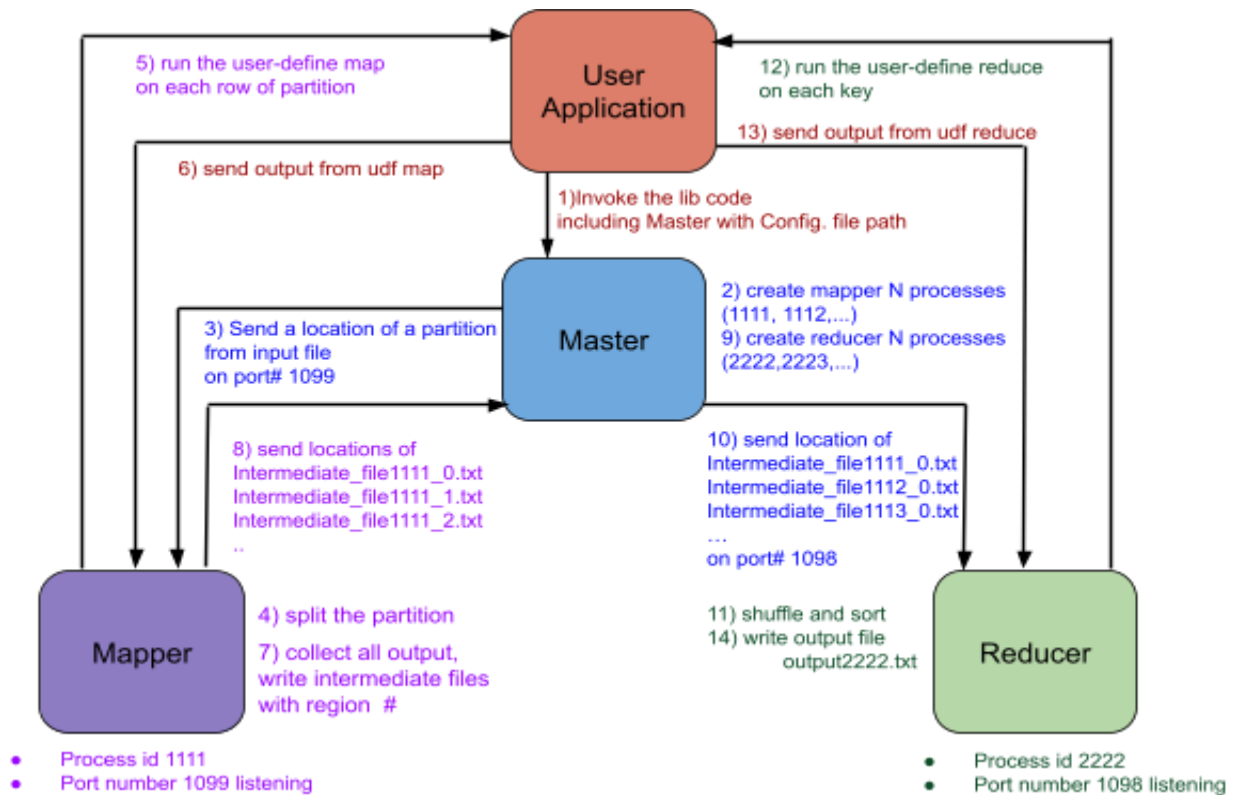 5) run the user-define map
on each row of partition
User
Application
12) run the user-define reduce
on each key
13) send output from udf reduce
6) send output from udf map
1)Invoke the lib code
including Master with Config. file path
3) Send a location of a partition
from input file
on port# 1099
Master
2) create mapper N processes
(1111, 1112,...)
9) create reducer N processes
(2222,2223,...)
8) send locations of
Intermediate_file1111_0.txt
Intermediate_file1111_1.txt
Intermediate_file1111_2.txt
..
10) send location of
Intermediate_file1111_0.txt
Intermediate_file1112_0.txt
Intermediate_file1113_0.txt
...
on port# 1098
Mapper
4) split the partition
7) collect all output,
write intermediate files
with region #
11) shuffle and sort
14) write output file
output2222.txt
Reducer
● Process id 1111
● Port number 1099 listening
● Process id 2222
● Port number 1098 listening